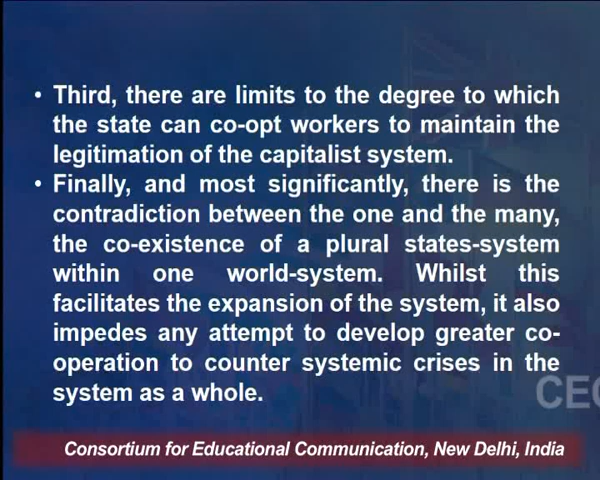 • Third, there are limits to the degree to which
the state can co-opt workers to maintain the
legitimation of the capitalist system.
• Finally, and most significantly, there is the
contradiction between the one and the many,
the co-existence of a plural states-system
within one world-system. Whilst this
facilitates the expansion of the system, it also
impedes any attempt to develop greater co-
operation to counter systemic crises in the
system as a whole.
CEC
Consortium for Educational Communication, New Delhi, India